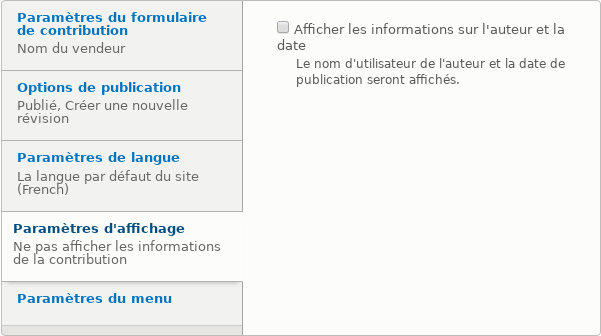 Paramètres du formulaire
de contribution
Nom du vendeur
Options de publication
Publié, Créer une nouvelle
révision
Paramètres de langue
La langue par défaut du site
(French)
Paramètres d'affichage
Ne pas afficher les informations
de la contribution
Paramètres du menu
Afficher les informations sur l'auteur et la
date
Le nom d'utilisateur de l'auteur et la date de
publication seront affichés.